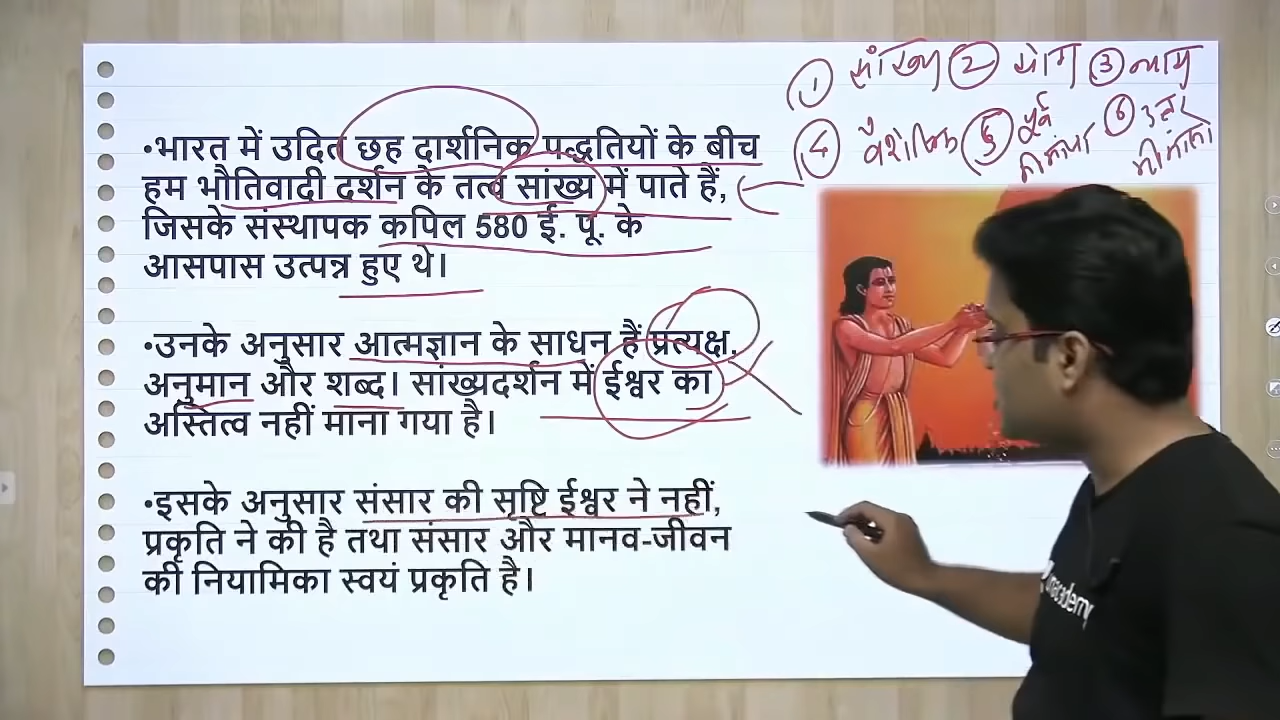 ① सांख्य ② योग ③ न्याय
④ वैशेषिक ⑤ पूर्व मीमांसा ⑥ उत्तर मीमांसा
•भारत में उदित छह दार्शनिक पद्धतियों के बीच
हम भौतिवादी दर्शन के तत्व सांख्य में पाते हैं,
जिसके संस्थापक कपिल 580 ई. पू. के
आसपास उत्पन्न हुए थे।
•उनके अनुसार आत्मज्ञान के साधन हैं प्रत्यक्ष,
अनुमान और शब्द। सांख्यदर्शन में ईश्वर का
अस्तित्व नहीं माना गया है।
•इसके अनुसार संसार की सृष्टि ईश्वर ने नहीं,
प्रकृति ने की है तथा संसार और मानव-जीवन
की नियामिका स्वयं प्रकृति है।